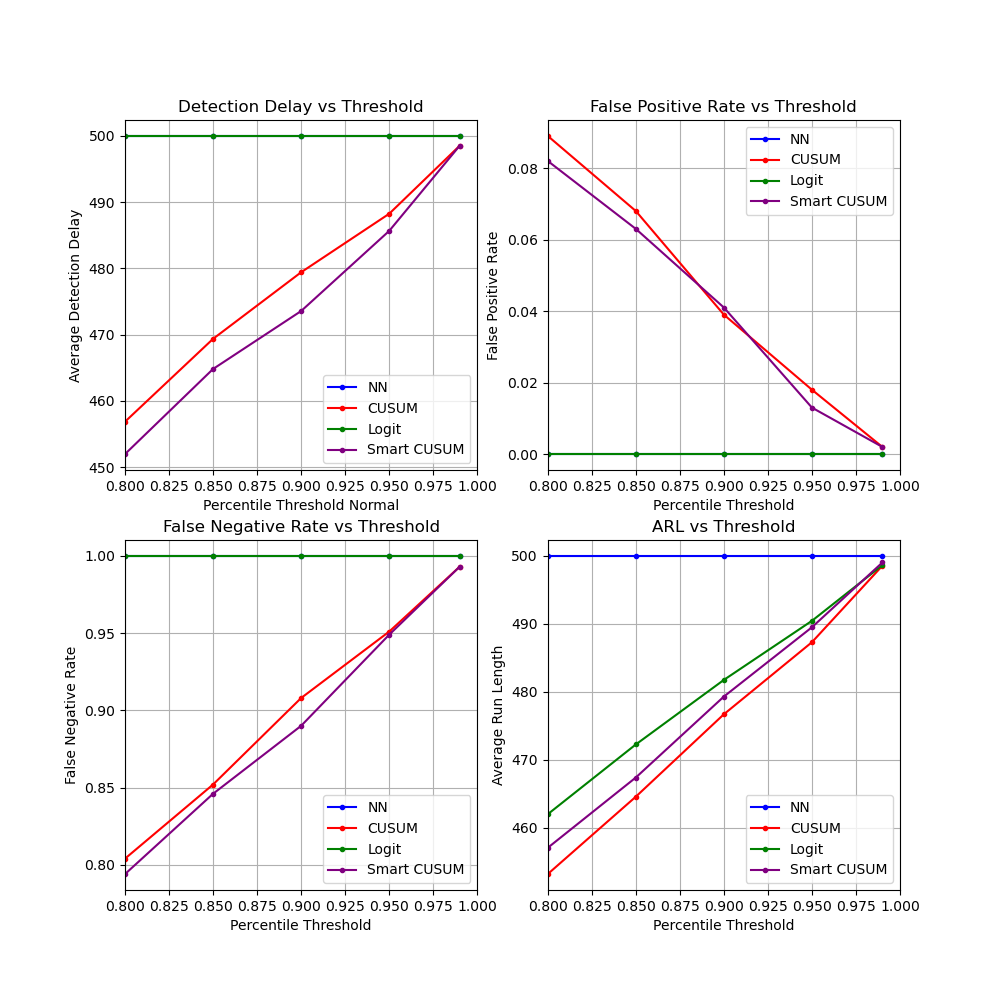 Detection Delay vs Threshold
Average Detection Delay
500
490
480
470
460
450
0.800 0.825 0.850 0.875 0.900 0.925 0.950 0.975 1.000
Percentile Threshold Normal
NN
CUSUM
Logit
Smart CUSUM
False Positive Rate vs Threshold
False Positive Rate
0.08
0.06
0.04
0.02
0.00
0.800 0.825 0.850 0.875 0.900 0.925 0.950 0.975 1.000
Percentile Threshold
NN
CUSUM
Logit
Smart CUSUM
False Negative Rate vs Threshold
False Negative Rate
1.00
0.95
0.90
0.85
0.80
0.800 0.825 0.850 0.875 0.900 0.925 0.950 0.975 1.000
Percentile Threshold
NN
CUSUM
Logit
Smart CUSUM
ARL vs Threshold
Average Run Length
500
490
480
470
460
0.800 0.825 0.850 0.875 0.900 0.925 0.950 0.975 1.000
Percentile Threshold
NN
CUSUM
Logit
Smart CUSUM